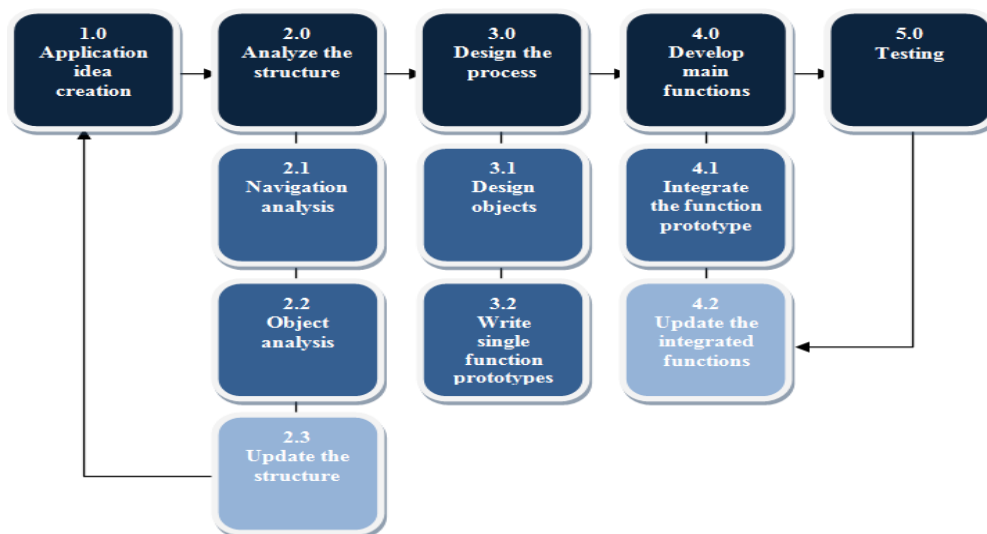 1.0
Application
idea
creation
2.0
Analyze the
structure
3.0
Design the
process
4.0
Develop
main
functions
5.0
Testing
2.1
Navigation
analysis
3.1
Design
objects
4.1
Integrate
the function
prototype
2.2
Object
analysis
3.2
Write
single
function
prototypes
4.2
Update the
integrated
functions
2.3
Update the
structure